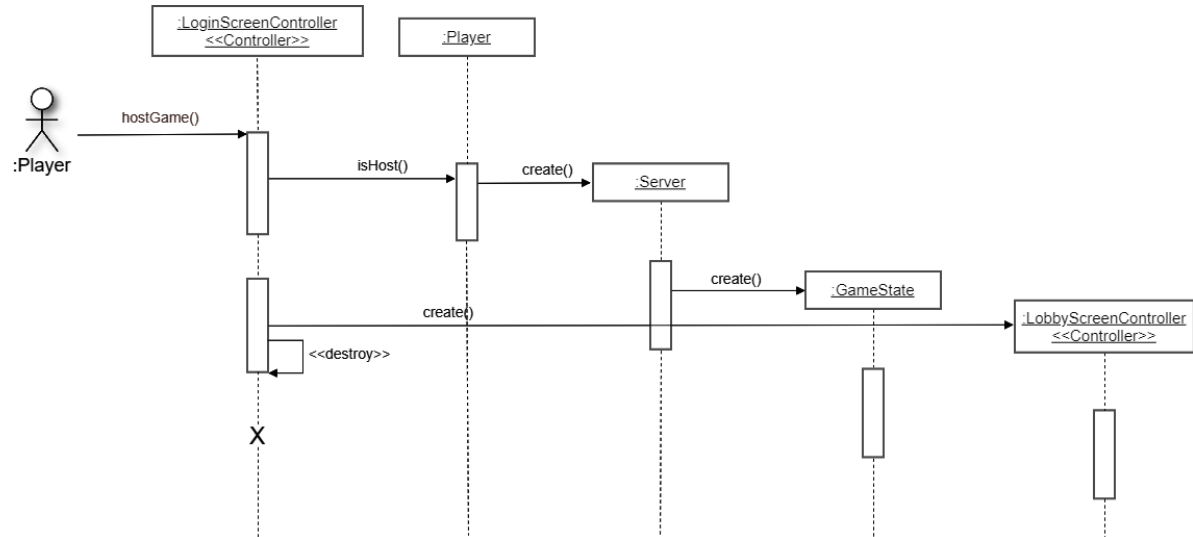 :LoginScreenController
<<Controller>>
:Player
hostGame()
:Player
isHost()
create()
:Server
create()
:GameState
create()
:LobbyScreenController
<<Controller>>
<<destroy>>
X